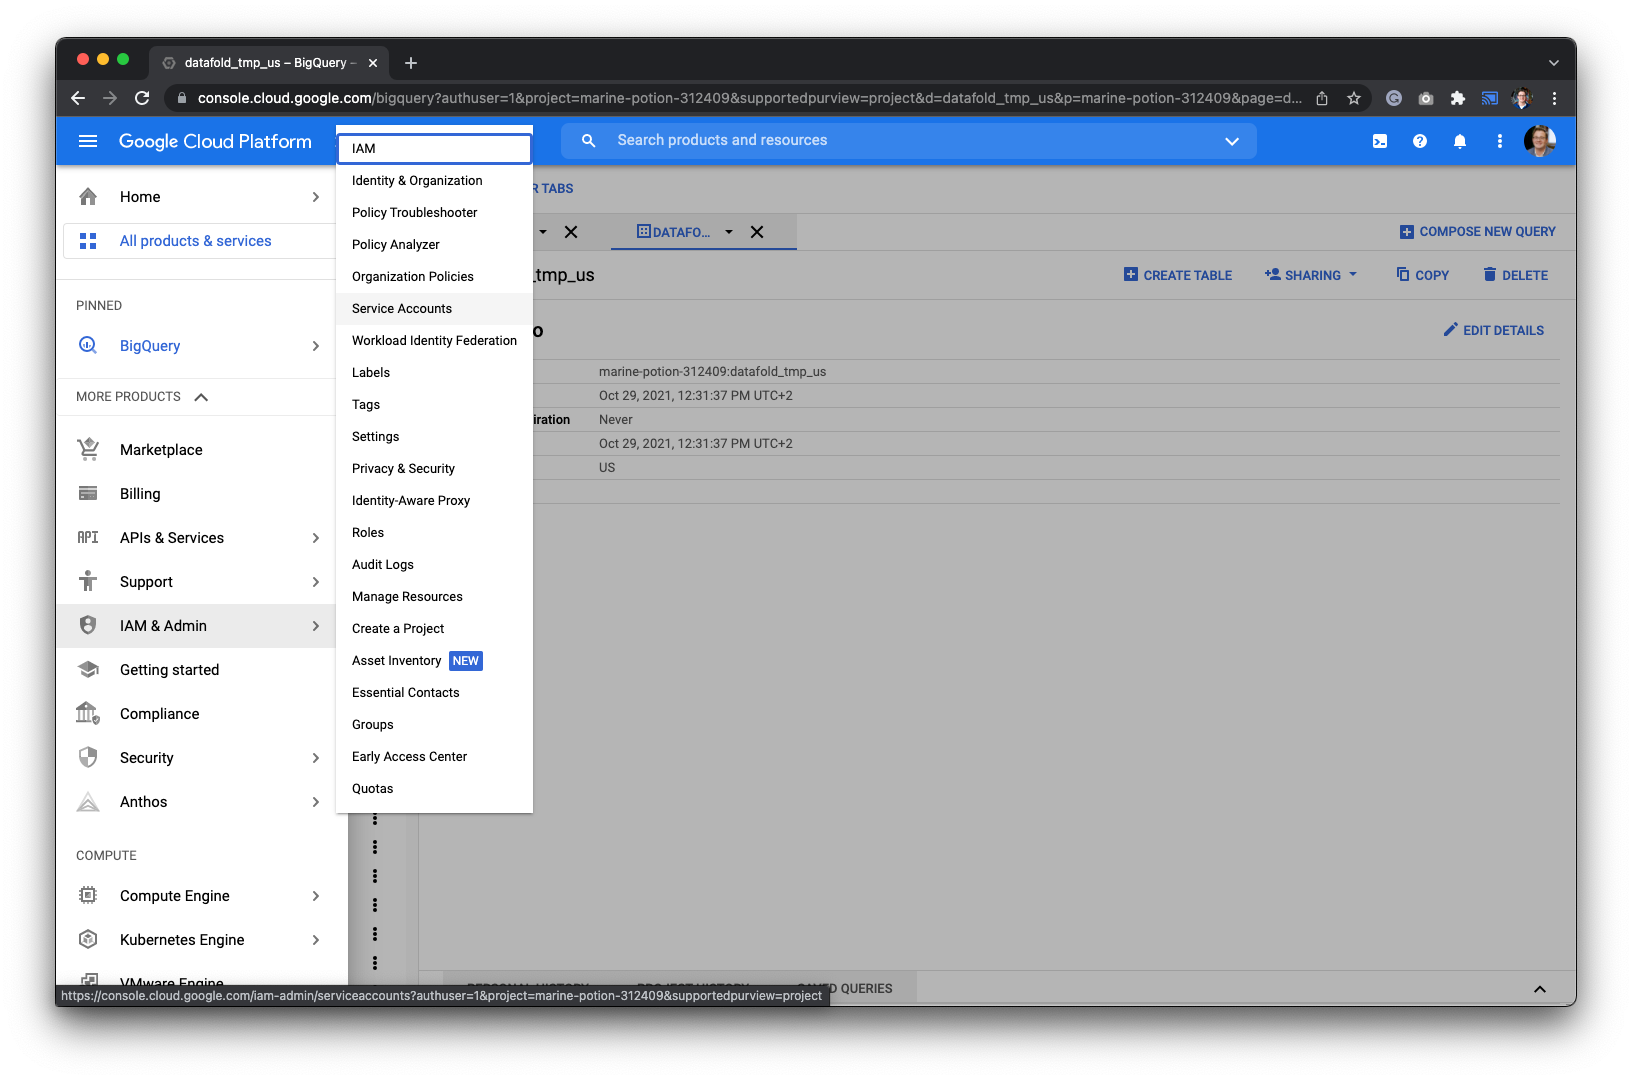 datafold_tmp_us – BigQuery –
console.cloud.google.com/bigquery?authuser=1&project=marine-potion-312409&supportedpurview=project&d=datafold_tmp_us&p=marine-potion-312409&page=d...
Google Cloud Platform
Search products and resources
Home
All products & services
PINNED
BigQuery
MORE PRODUCTS
Marketplace
Billing
API APIs & Services
Support
IAM & Admin
Getting started
Compliance
Security
Anthos
COMPUTE
Compute Engine
Kubernetes Engine
VMware Engine
IAM
Identity & Organization
Policy Troubleshooter
Policy Analyzer
Organization Policies
Service Accounts
Workload Identity Federation
Labels
Tags
Settings
Privacy & Security
Identity-Aware Proxy
Roles
Audit Logs
Manage Resources
Create a Project
Asset Inventory NEW
Essential Contacts
Groups
Early Access Center
Quotas
R TABS
DATAFO...
COMPOSE NEW QUERY
_tmp_us
CREATE TABLE
SHARING
COPY
DELETE
o
EDIT DETAILS
marine-potion-312409:datafold_tmp_us
Oct 29, 2021, 12:31:37 PM UTC+2
iration Never
Oct 29, 2021, 12:31:37 PM UTC+2
US
PERSONAL HISTORY PROJECT HISTORY SAVED QUERIES
https://console.cloud.google.com/iam-admin/serviceaccounts?authuser=1&project=marine-potion-312409&supportedpurview=project